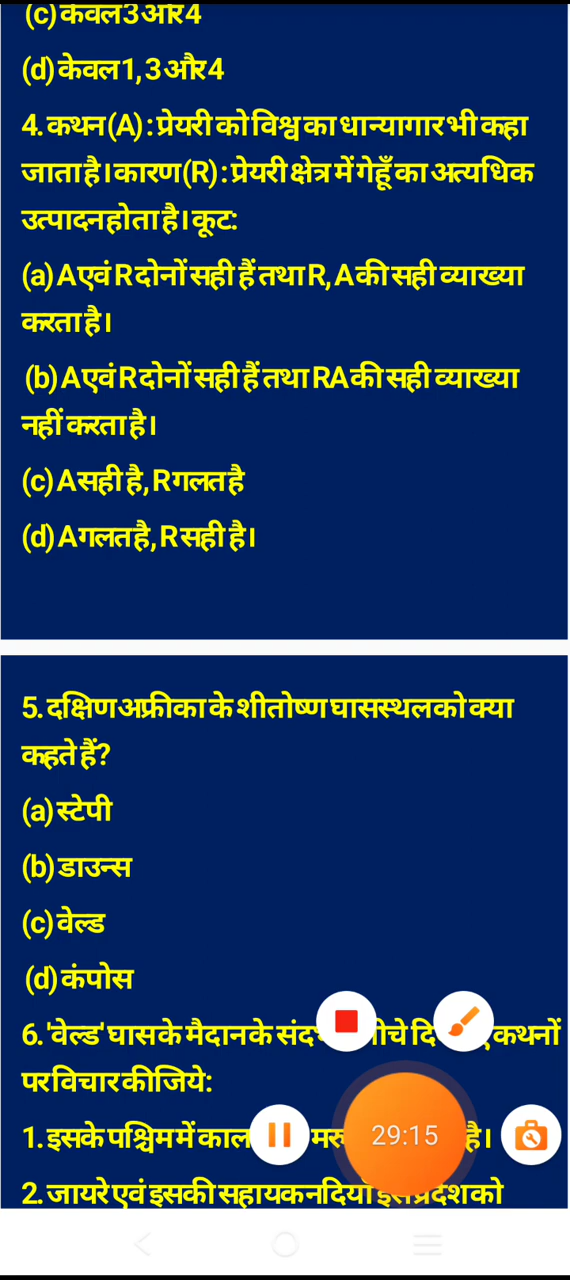 (c) केवल 3 और 4
(d) केवल 1, 3 और 4
4. कथन (A) : प्रेयरी को विश्व का धान्यागार भी कहा
जाता है। कारण (R) : प्रेयरी क्षेत्र में गेहूँ का अत्यधिक
उत्पादन होता है। कूट:
(a) A एवं R दोनों सही हैं तथा R, A की सही व्याख्या
करता है।
(b) A एवं R दोनों सही हैं तथा RA की सही व्याख्या
नहीं करता है।
(c) A सही है, R गलत है
(d) A गलत है, R सही है।
5. दक्षिण अफ्रीका के शीतोष्ण घासस्थल को क्या
कहते हैं?
(a) स्टेपी
(b) डाउन्स
(c) वेल्ड
(d) कंपोस
6. 'वेल्ड' घास के मैदान के कथनों
पर विचार कीजिये:
1. इसके पश्चिम में है।
29:15
2. जायरे एवं इसकी सहायक नदियाँ इस प्रदेश को